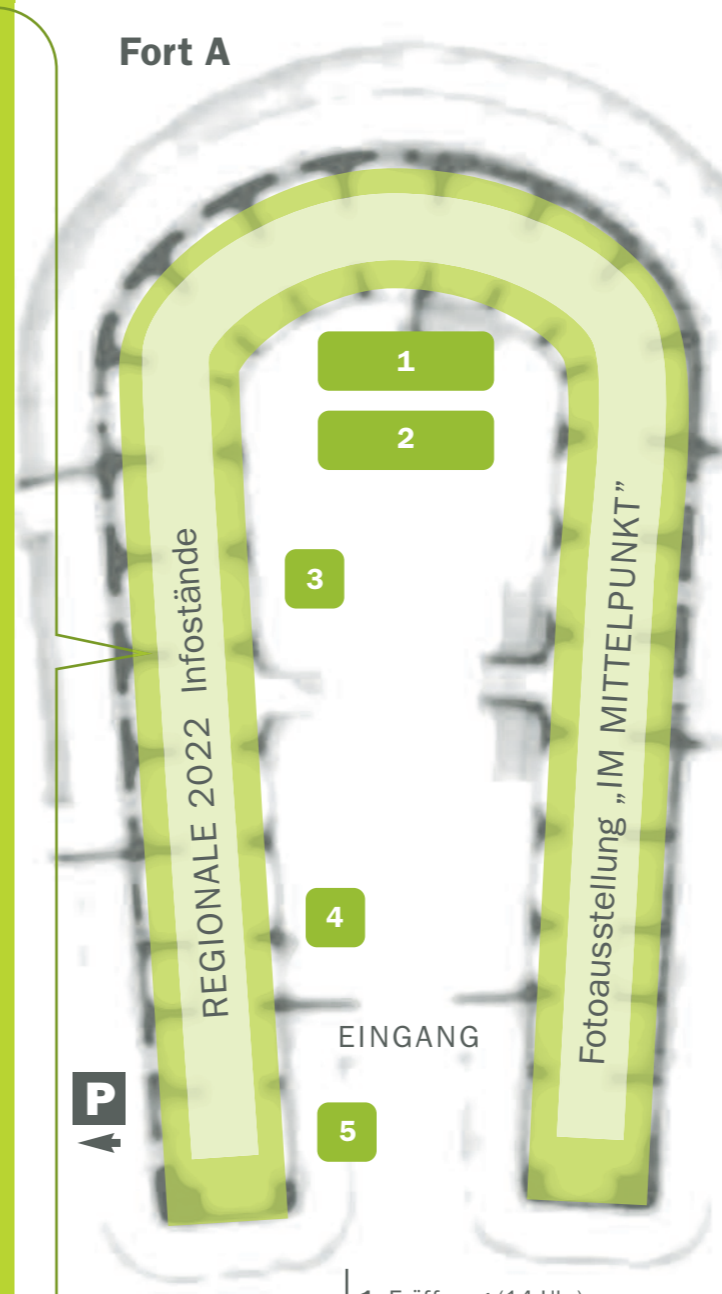 Fort A
1
2
3
REGIONALE 2022 Infostände
Fotoausstellung „IM MITTELPUNKT”
4
EINGANG
P
5